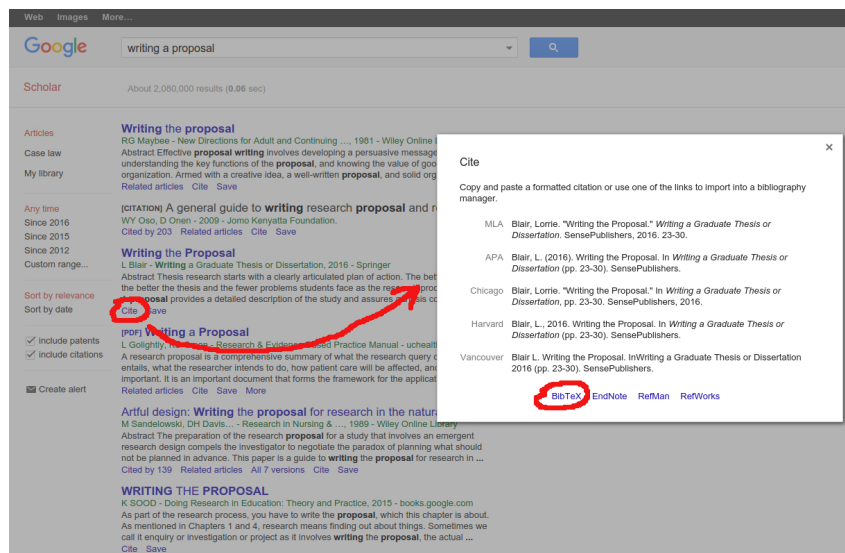 Web Images More...
Google
writing a proposal
Scholar
About 2,080,000 results (0.06 sec)
Articles
Case law
My library
Any time
Since 2016
Since 2015
Since 2012
Custom range...
Sort by relevance
Sort by date
include patents
include citations
Create alert
Writing the proposal
RG Maybee - New Directions for Adult and Continuing …, 1981 - Wiley Online
Abstract Effective proposal writing involves developing a persuasive message
understanding the key functions of the proposal, and knowing the value of goo
organization. Armed with a creative idea, a well-written proposal, and solid org
Related articles Cite Save
[CITATION] A general guide to writing research proposal and
WY Oso, D Onen - 2009 - Jomo Kenyatta Foundation.
Cited by 203 Related articles Cite Save
Writing the Proposal
L Blair - Writing a Graduate Thesis or Dissertation, 2016 - Springer
Abstract Thesis research starts with a clearly articulated plan of action. The bet
the better the thesis and the fewer problems students face as the
proposal provides a detailed description of the study and assures
Cite Save
[PDF] Writing a Proposal
L Golightly, - Research & Evidence Based Practice Manual - uchealt
A research proposal is a comprehensive summary of what the research query
entails, what the researcher intends to do, how patient care will be affected, an
important. It is an important document that forms the framework for the applicat
Related articles Cite Save More
Artful design: Writing the proposal for research in the natur
M Sandelowski, DH Davis… - Research in Nursing & …, 1989 - Wiley Online Library
Abstract The preparation of the research proposal for a study that involves an emergent
research design compels the investigator to negotiate the paradox of planning what should
not be planned in advance. This paper is a guide to writing the proposal for research in ...
Cited by 139 Related articles All 7 versions Cite Save
WRITING THE PROPOSAL
K SOOD - Doing Research in Education: Theory and Practice, 2015 - books.google.com
As part of the research process, you have to write the proposal, which this chapter is about.
As mentioned in Chapters 1 and 4, research means finding out about things. Sometimes we
call it enquiry or investigation or project as it involves writing the proposal, the actual ...
Cite Save
×
Cite
Copy and paste a formatted citation or use one of the links to import into a bibliography
manager.
MLA Blair, Lorrie. "Writing the Proposal." Writing a Graduate Thesis or
Dissertation. SensePublishers, 2016. 23-30.
APA Blair, L. (2016). Writing the Proposal. In Writing a Graduate Thesis or
Dissertation (pp. 23-30). SensePublishers.
Chicago Blair, Lorrie. "Writing the Proposal." In Writing a Graduate Thesis or
Dissertation, pp. 23-30. SensePublishers, 2016.
Harvard Blair, L., 2016. Writing the Proposal. In Writing a Graduate Thesis or
Dissertation (pp. 23-30). SensePublishers.
Vancouver Blair L. Writing the Proposal. InWriting a Graduate Thesis or Dissertation
2016 (pp. 23-30). SensePublishers.
BibTeX EndNote RefMan RefWorks